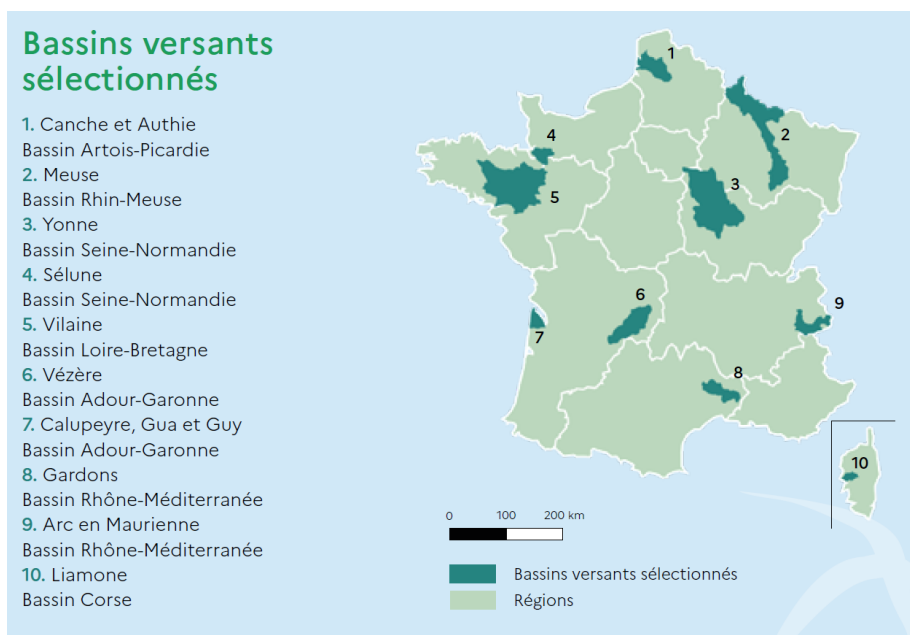 Bassins versants
sélectionnés
1. Canche et Authie
Bassin Artois-Picardie
2. Meuse
Bassin Rhin-Meuse
3. Yonne
Bassin Seine-Normandie
4. Sélune
Bassin Seine-Normandie
5. Vilaine
Bassin Loire-Bretagne
6. Vézère
Bassin Adour-Garonne
7. Calupeyre, Gua et Guy
Bassin Adour-Garonne
8. Gardons
Bassin Rhône-Méditerranée
9. Arc en Maurienne
Bassin Rhône-Méditerranée
10. Liamone
Bassin Corse
1
2
3
4
5
6
7
8
9
10
0 100 200 km
Bassins versants sélectionnés
Régions